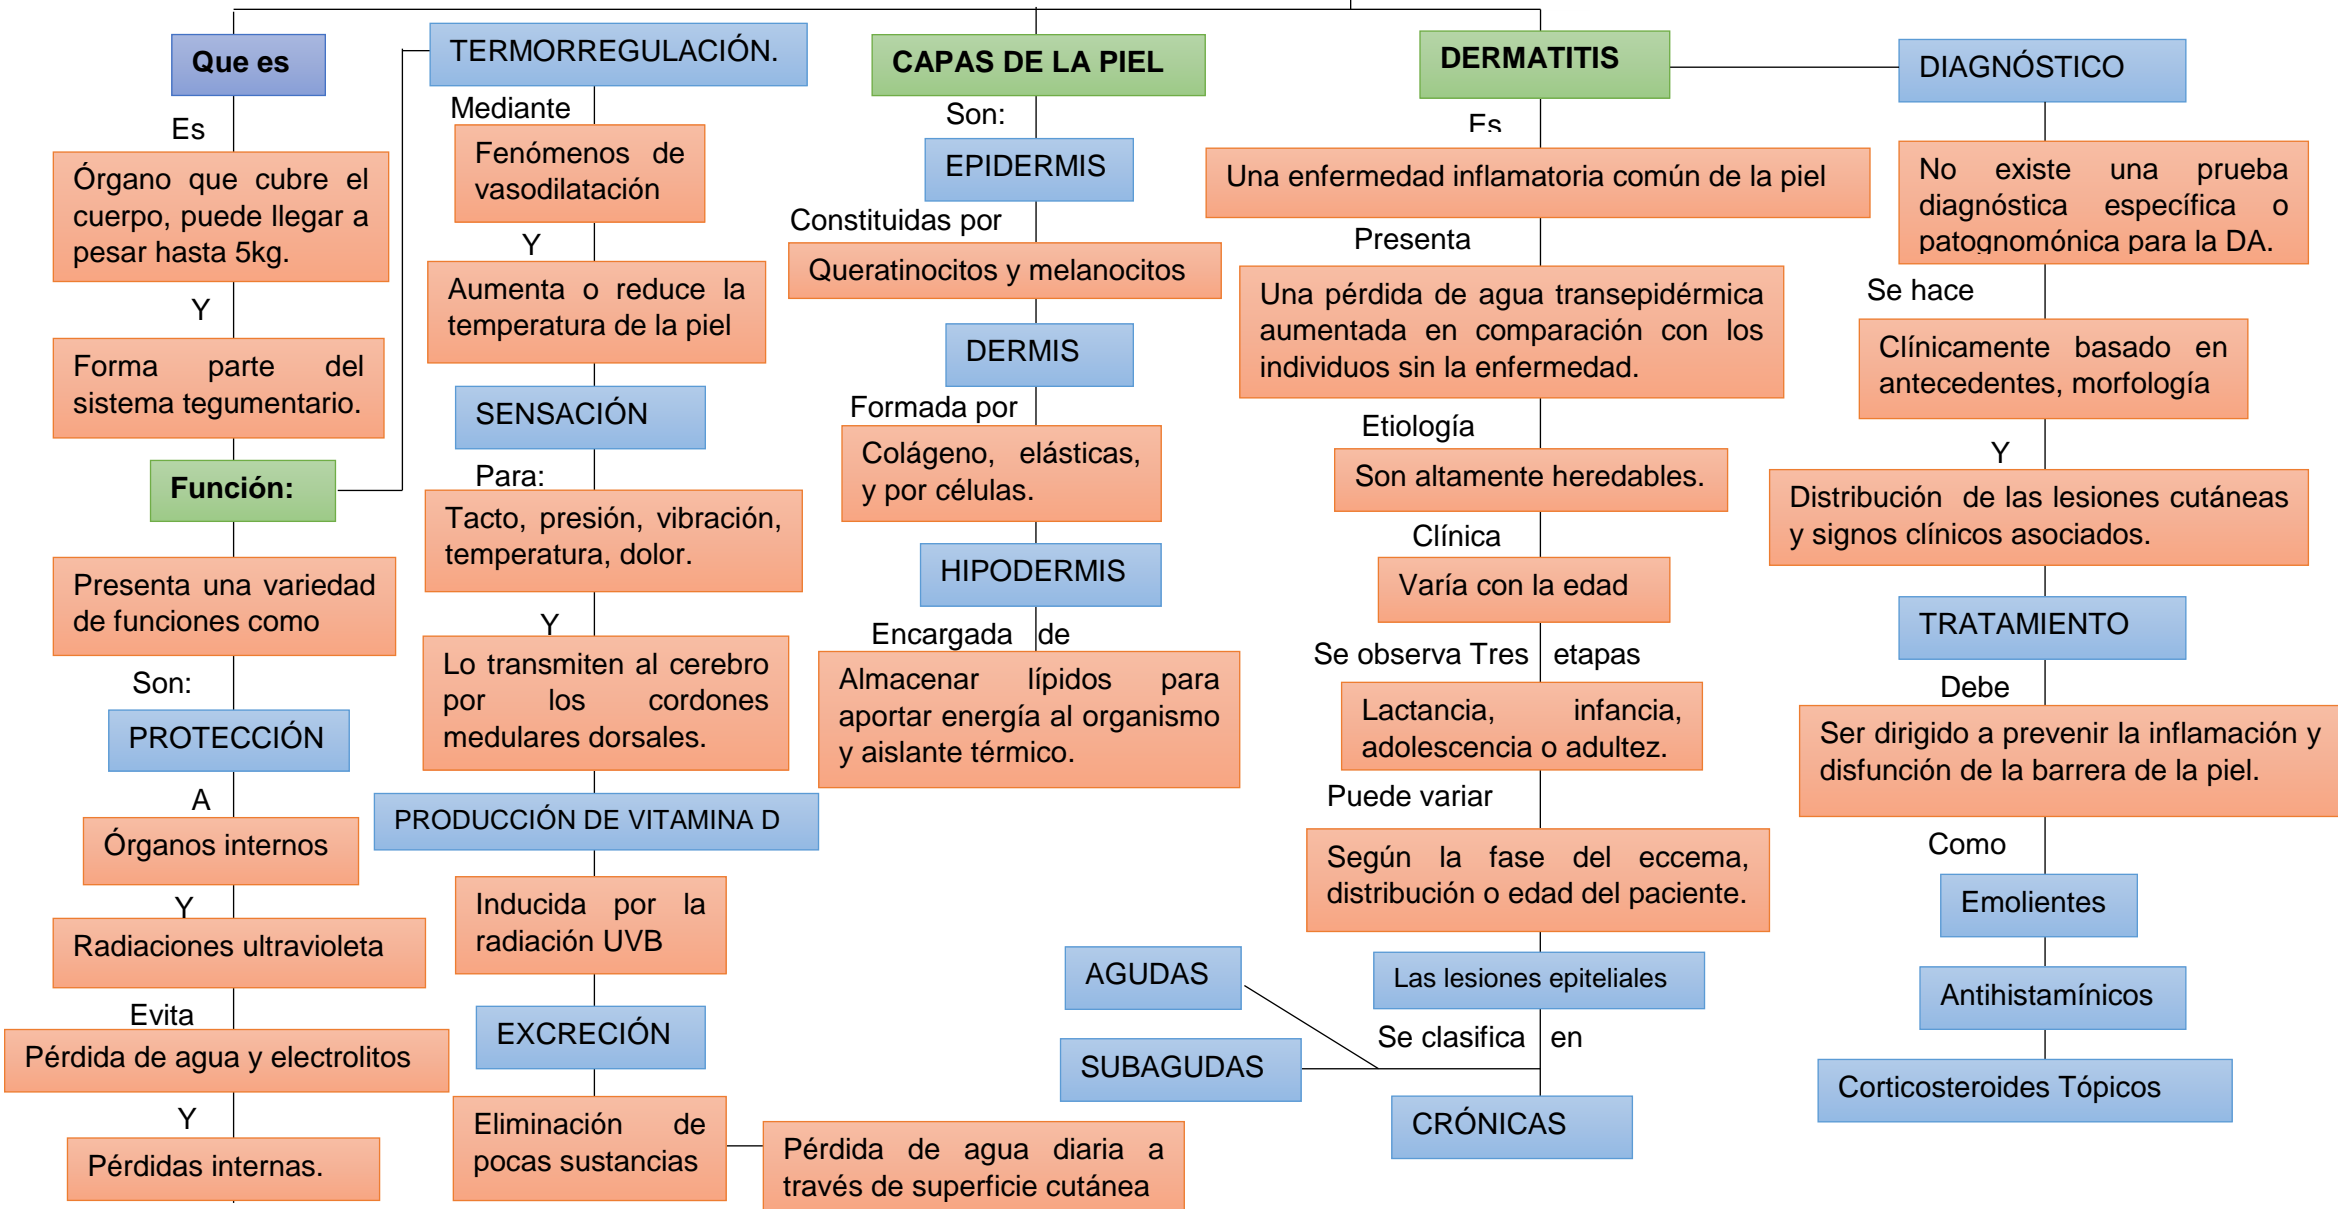 Que es
Es
Órgano que cubre el
cuerpo, puede llegar a
pesar hasta 5kg.
Y
Forma parte del
sistema tegumentario.
Función:
Presenta una variedad
de funciones como
Son:
PROTECCIÓN
A
Órganos internos
Y
Radiaciones ultravioleta
Evita
Pérdida de agua y electrolitos
Y
Pérdidas internas.
TERMORREGULACIÓN.
Mediante
Fenómenos de
vasodilatación
Y
Aumenta o reduce la
temperatura de la piel
SENSACIÓN
Para:
Tacto, presión, vibración,
temperatura, dolor.
Y
Lo transmiten al cerebro
por los cordones
medulares dorsales.
PRODUCCIÓN DE VITAMINA D
Inducida por la
radiación UVB
EXCRECIÓN
Eliminación de
pocas sustancias
Pérdida de agua diaria a
través de superficie cutánea
CAPAS DE LA PIEL
Son:
EPIDERMIS
Constituidas por
Queratinocitos y melanocitos
DERMIS
Formada por
Colágeno, elásticas,
y por células.
HIPODERMIS
Encargada de
Almacenar lípidos para
aportar energía al organismo
y aislante térmico.
DERMATITIS
Es
Una enfermedad inflamatoria común de la piel
Presenta
Una pérdida de agua transepidérmica
aumentada en comparación con los
individuos sin la enfermedad.
Etiología
Son altamente heredables.
Clínica
Varía con la edad
Se observa Tres etapas
Lactancia, infancia,
adolescencia o adultez.
Puede variar
Según la fase del eccema,
distribución o edad del paciente.
Las lesiones epiteliales
Se clasifica en
AGUDAS
SUBAGUDAS
CRÓNICAS
DIAGNÓSTICO
No existe una prueba
diagnóstica específica o
patognomónica para la DA.
Se hace
Clínicamente basado en
antecedentes, morfología
Y
Distribución de las lesiones cutáneas
y signos clínicos asociados.
TRATAMIENTO
Debe
Ser dirigido a prevenir la inflamación y
disfunción de la barrera de la piel.
Como
Emolientes
Antihistamínicos
Corticosteroides Tópicos